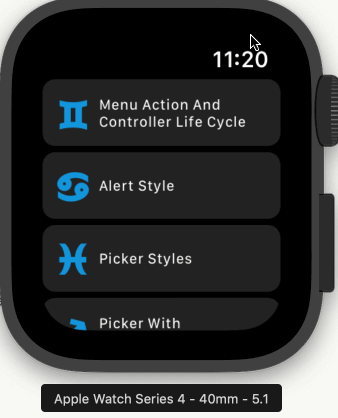 11:20
Menu Action And
Controller Life Cycle
Alert Style
Picker Styles
Picker With
Apple Watch Series 4 - 40mm - 5.1